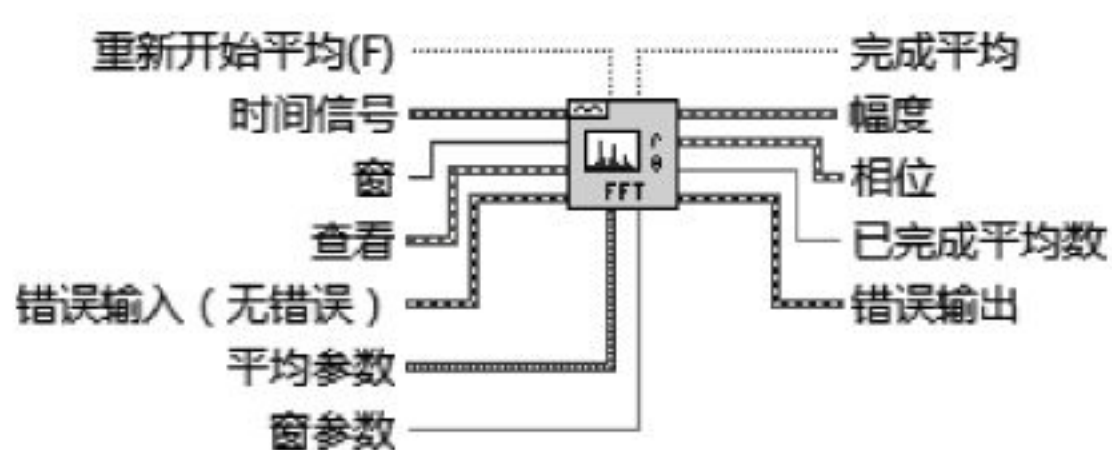 重新开始平均(F)
时间信号
窗
查看
错误输入（无错误）
平均参数
窗参数
FFT
完成平均
幅度
相位
已完成平均数
错误输出